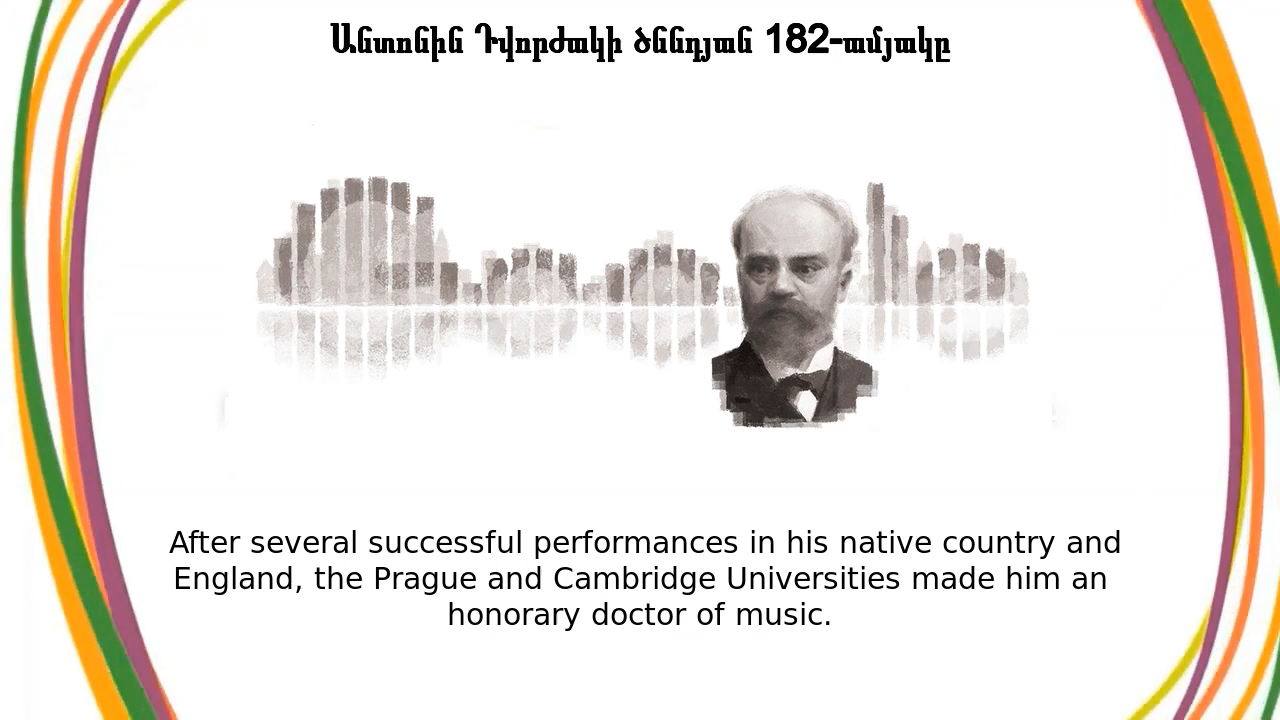 Անտոնին Դվորժակի ծննդյան 182-ամյակը
After several successful performances in his native country and
England, the Prague and Cambridge Universities made him an
honorary doctor of music.